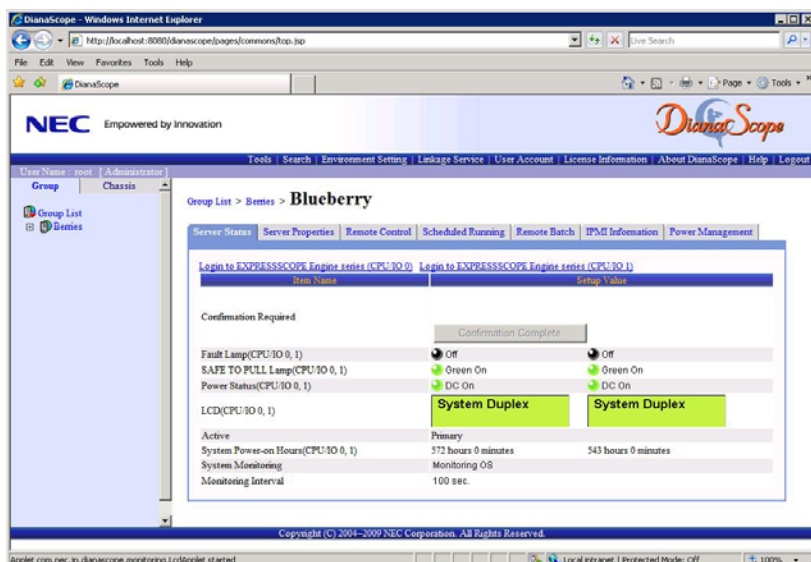 DianaScope - Windows Internet Explorer
http://localhost:8080/dianascope/pages/commons/top.jsp
Live Search
File Edit View Favorites Tools Help
DianaScope
Page Tools
NEC Empowered by Innovation
DianaScope
Tools | Search | Environment Setting | Linkage Service | User Account | License Information | About DianaScope | Help | Logout
User Name : root [ Administrator ]
Group Chassis
Group List
Berries
Group List > Berries > Blueberry
Server Status Server Properties Remote Control Scheduled Running Remote Batch IPMI Information Power Management
Login to EXPRESSSCOPE Engine series (CPU/IO 0) Login to EXPRESSSCOPE Engine series (CPU/IO 1)
Item Name Setup Value
Confirmation Required
Confirmation Complete
Fault Lamp(CPU/IO 0, 1) Off Off
SAFE TO PULL Lamp(CPU/IO 0, 1) Green On Green On
Power Status(CPU/IO 0, 1) DC On DC On
LCD(CPU/IO 0, 1) System Duplex System Duplex
Active Primary
System Power-on Hours(CPU/IO 0, 1) 572 hours 0 minutes 543 hours 0 minutes
System Monitoring Monitoring OS
Monitoring Interval 100 sec.
Copyright (C) 2004-2009 NEC Corporation. All Rights Reserved.
Applet com.nec.jp.dianascope.monitoring.LcdApplet started Local intranet | Protected Mode: Off 100%